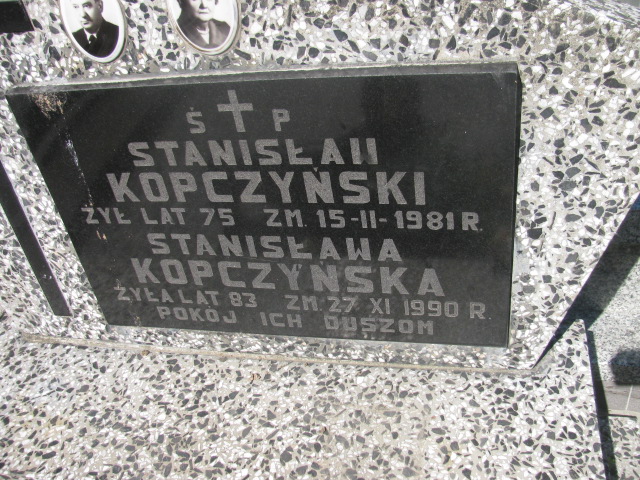 Ś P
STANISŁAW
KOPCZYŃSKI
ŻYŁ LAT 75 ZM. 15-II-1981 R.
STANISŁAWA
KOPCZYŃSKA
ŻYŁA LAT 83 ZM. 27 XI 1990 R.
POKÓJ ICH DUSZOM